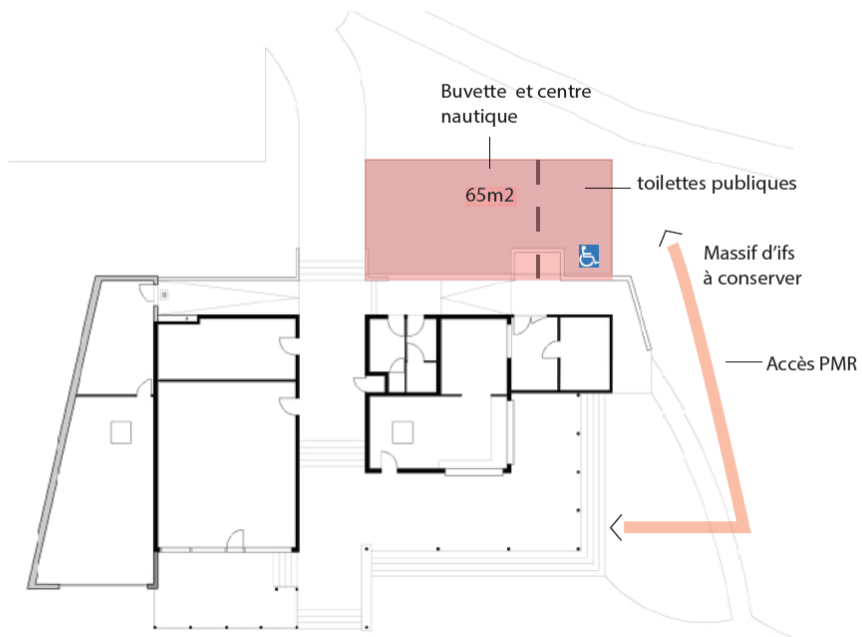 Buvette et centre
nautique
65m2
toilettes publiques
Massif d'ifs
à conserver
Accès PMR